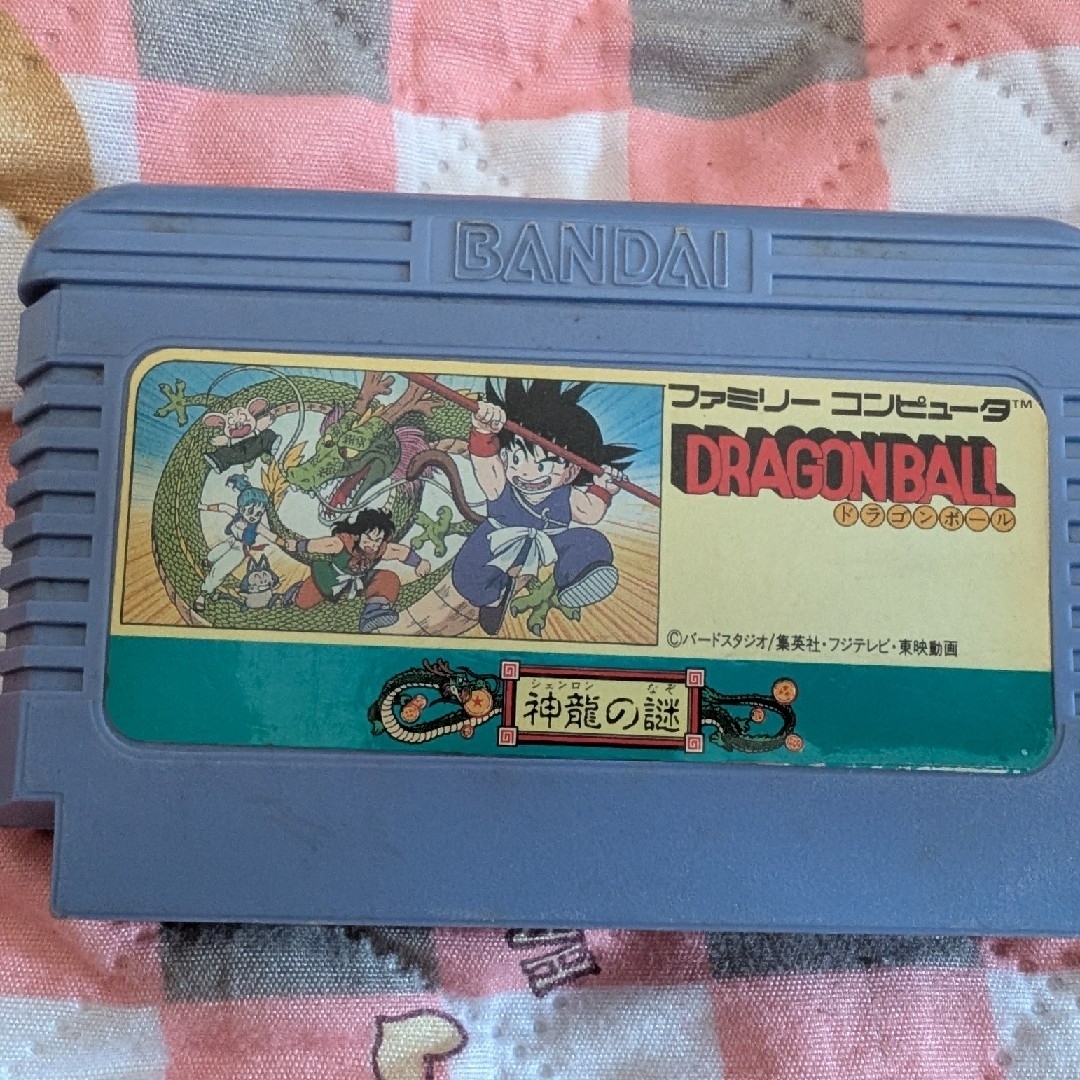 BANDAI
ファミリー コンピュータ™
DRAGONBALL
ドラゴンボール
©バードスタジオ/集英社・フジテレビ・東映動画
シェンロン なぞ
神龍の謎